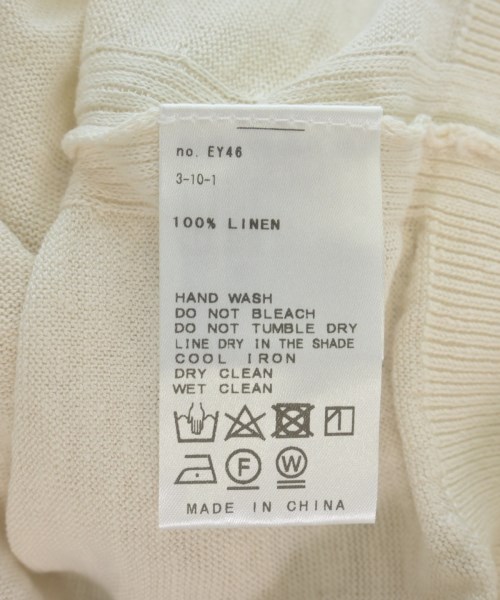 no. EY46
3-10-1
100% LINEN
HAND WASH
DO NOT BLEACH
DO NOT TUMBLE DRY
LINE DRY IN THE SHADE
COOL IRON
DRY CLEAN
WET CLEAN
F W
MADE IN CHINA